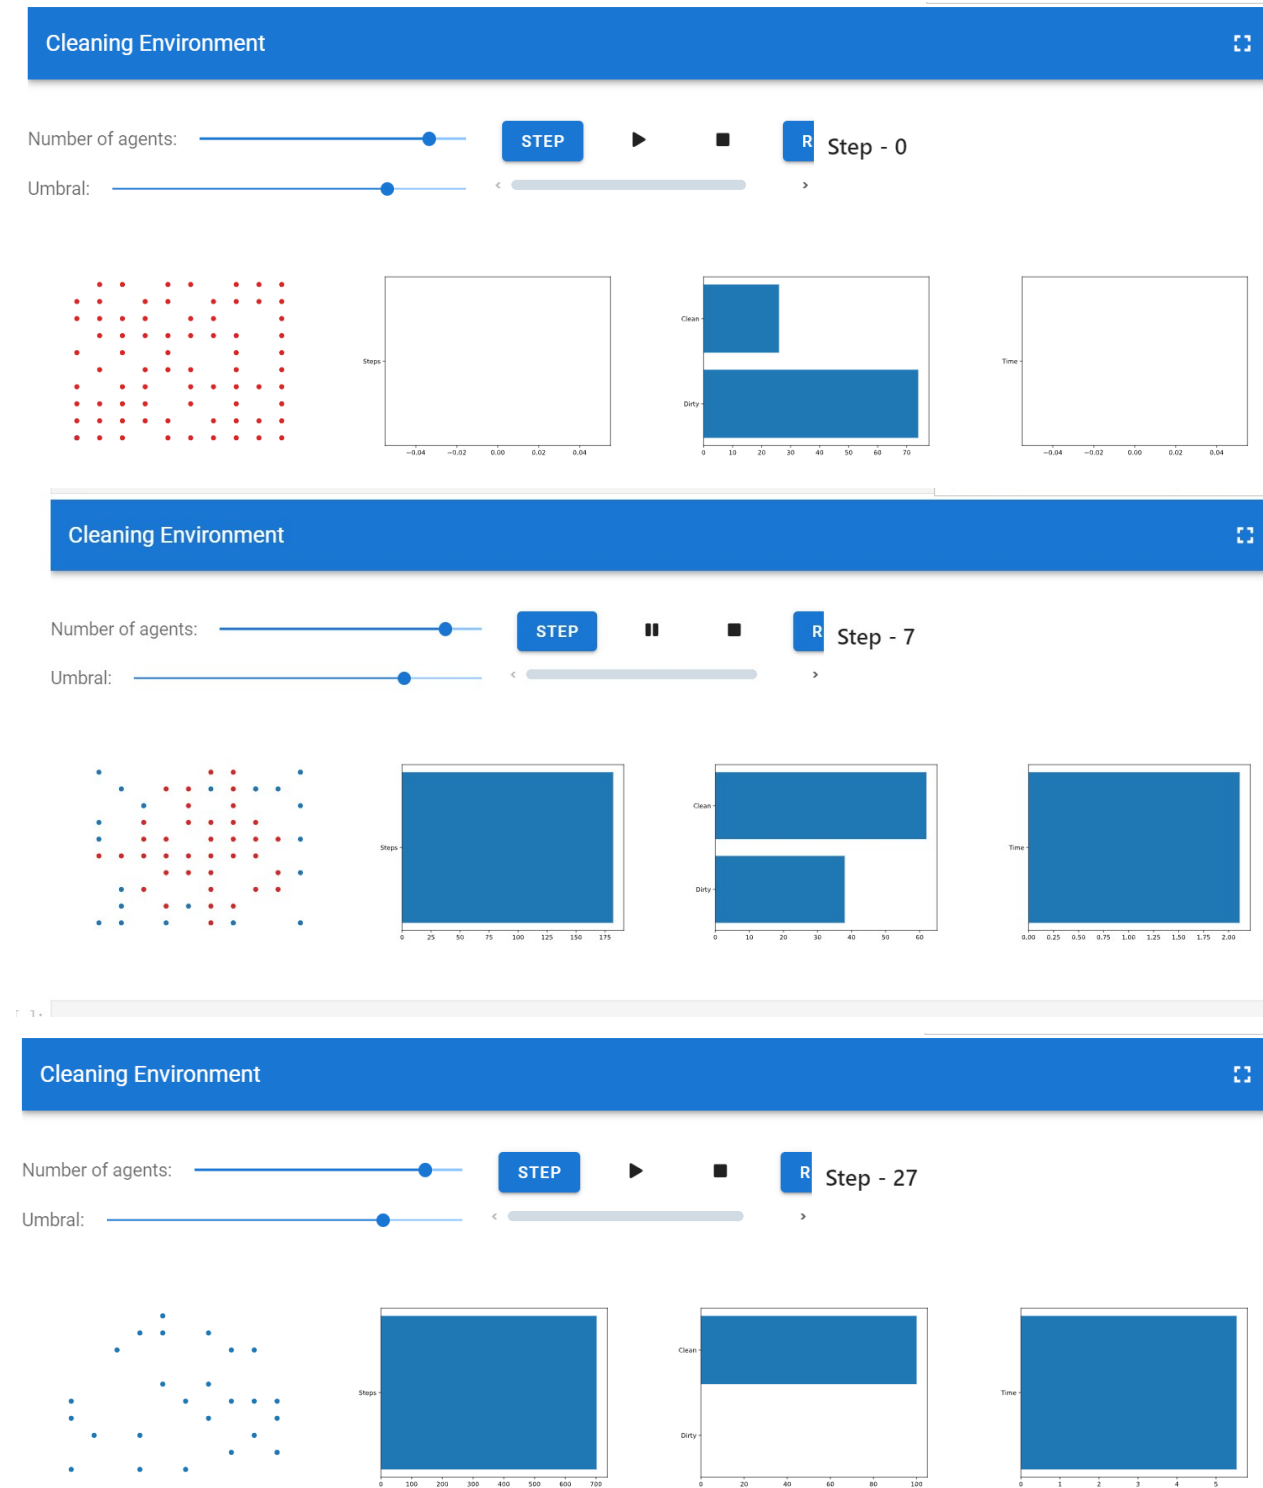 Cleaning Environment
Number of agents:
STEP
R
Step - 0
Umbral:
Steps
−0.04 −0.02 0.00 0.02 0.04
Clean
Dirty
0 10 20 30 40 50 60 70
Time
−0.04 −0.02 0.00 0.02 0.04
Cleaning Environment
Number of agents:
STEP
R
Step - 7
Umbral:
Steps
0 25 50 75 100 125 150 175
Clean
Dirty
0 10 20 30 40 50 60
Time
0.00 0.25 0.50 0.75 1.00 1.25 1.50 1.75 2.00
Cleaning Environment
Number of agents:
STEP
R
Step - 27
Umbral:
Steps
0 100 200 300 400 500 600 700
Clean
Dirty
0 20 40 60 80 100
Time
0 1 2 3 4 5